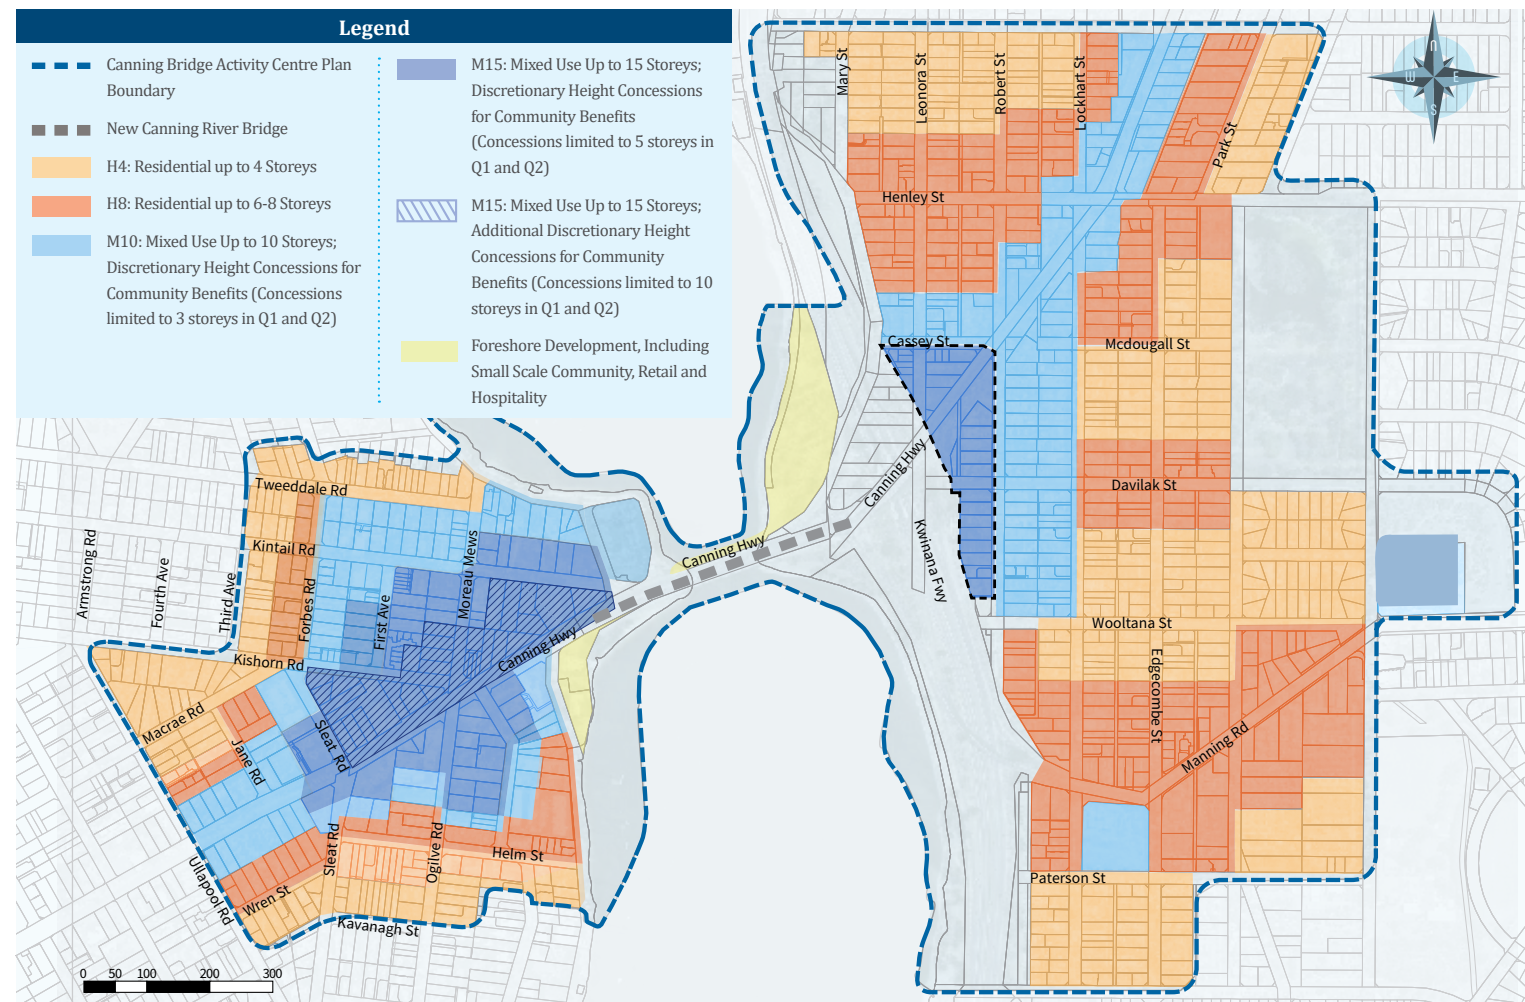 Legend
Canning Bridge Activity Centre Plan
Boundary
New Canning River Bridge
H4: Residential up to 4 Storeys
H8: Residential up to 6-8 Storeys
M10: Mixed Use Up to 10 Storeys;
Discretionary Height Concessions for
Community Benefits (Concessions
limited to 3 storeys in Q1 and Q2)
M15: Mixed Use Up to 15 Storeys;
Discretionary Height Concessions
for Community Benefits
(Concessions limited to 5 storeys in
Q1 and Q2)
M15: Mixed Use Up to 15 Storeys;
Additional Discretionary Height
Concessions for Community
Benefits (Concessions limited to 10
storeys in Q1 and Q2)
Foreshore Development, Including
Small Scale Community, Retail and
Hospitality
N
W
E
S
Mary St
Leonora St
Robert St
Lockhart St
Park St
Henley St
Cassey St
Mcdougall St
Canning Hwy
Davilak St
Kwinana Fwy
Canning Hwy
Wooltana St
Edgecombe St
Manning Rd
Paterson St
Tweeddale Rd
Kintail Rd
Moreau Mews
Armstrong Rd
Fourth Ave
Third Ave
Forbes Rd
First Ave
Canning Hwy
Kishorn Rd
Macrae Rd
Sleat Rd
Jane Rd
Sleat Rd
Ogilve Rd
Helm St
Ullapool Rd
Wren St
Kavanagh St
0 50 100 200 300